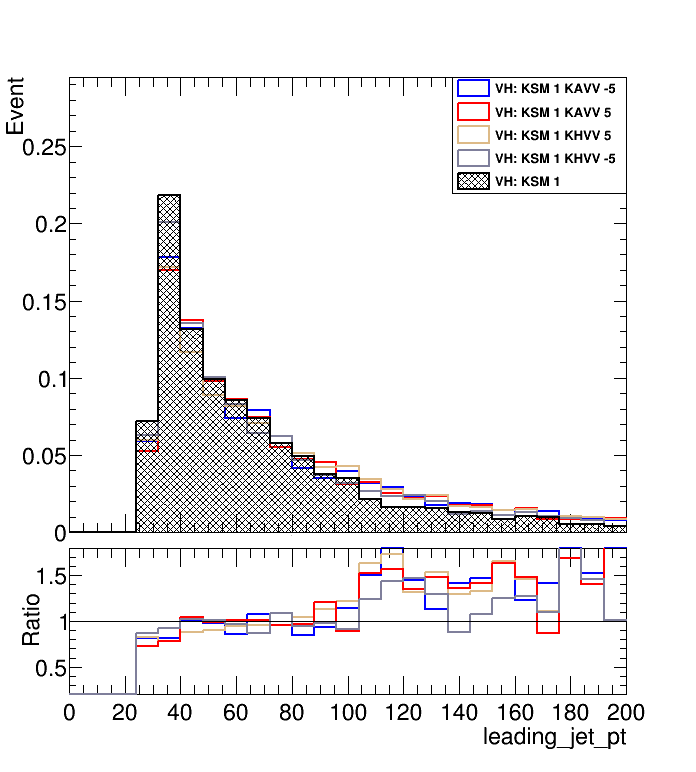 Event
VH: KSM 1 KAVV -5
VH: KSM 1 KAVV 5
VH: KSM 1 KHVV 5
VH: KSM 1 KHVV -5
VH: KSM 1
0.25
0.2
0.15
0.1
0.05
0
Ratio
1.5
1
0.5
0 20 40 60 80 100 120 140 160 180 200
leading_jet_pt